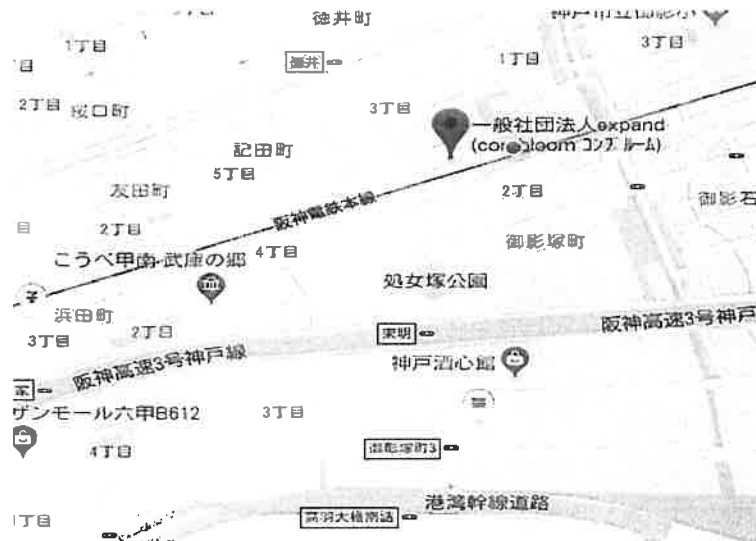 徳井町
3丁目
1丁目
徳井
1丁目
目
2丁目
桜口町
3丁目
一般社団法人expand
記田町
5丁目
友田町
2丁目
御影石
阪神電鉄本線
目
2丁目
4丁目
御影塚町
こうべ甲南 武庫の郷
処女塚公園
浜田町
2丁目
3丁目
東明
阪神高速3号神戸
阪神高速3号神戸線
神戸酒心館
ザンモール六甲B612
3丁目
4丁目
御影塚町3
港湾幹線道路
1丁目